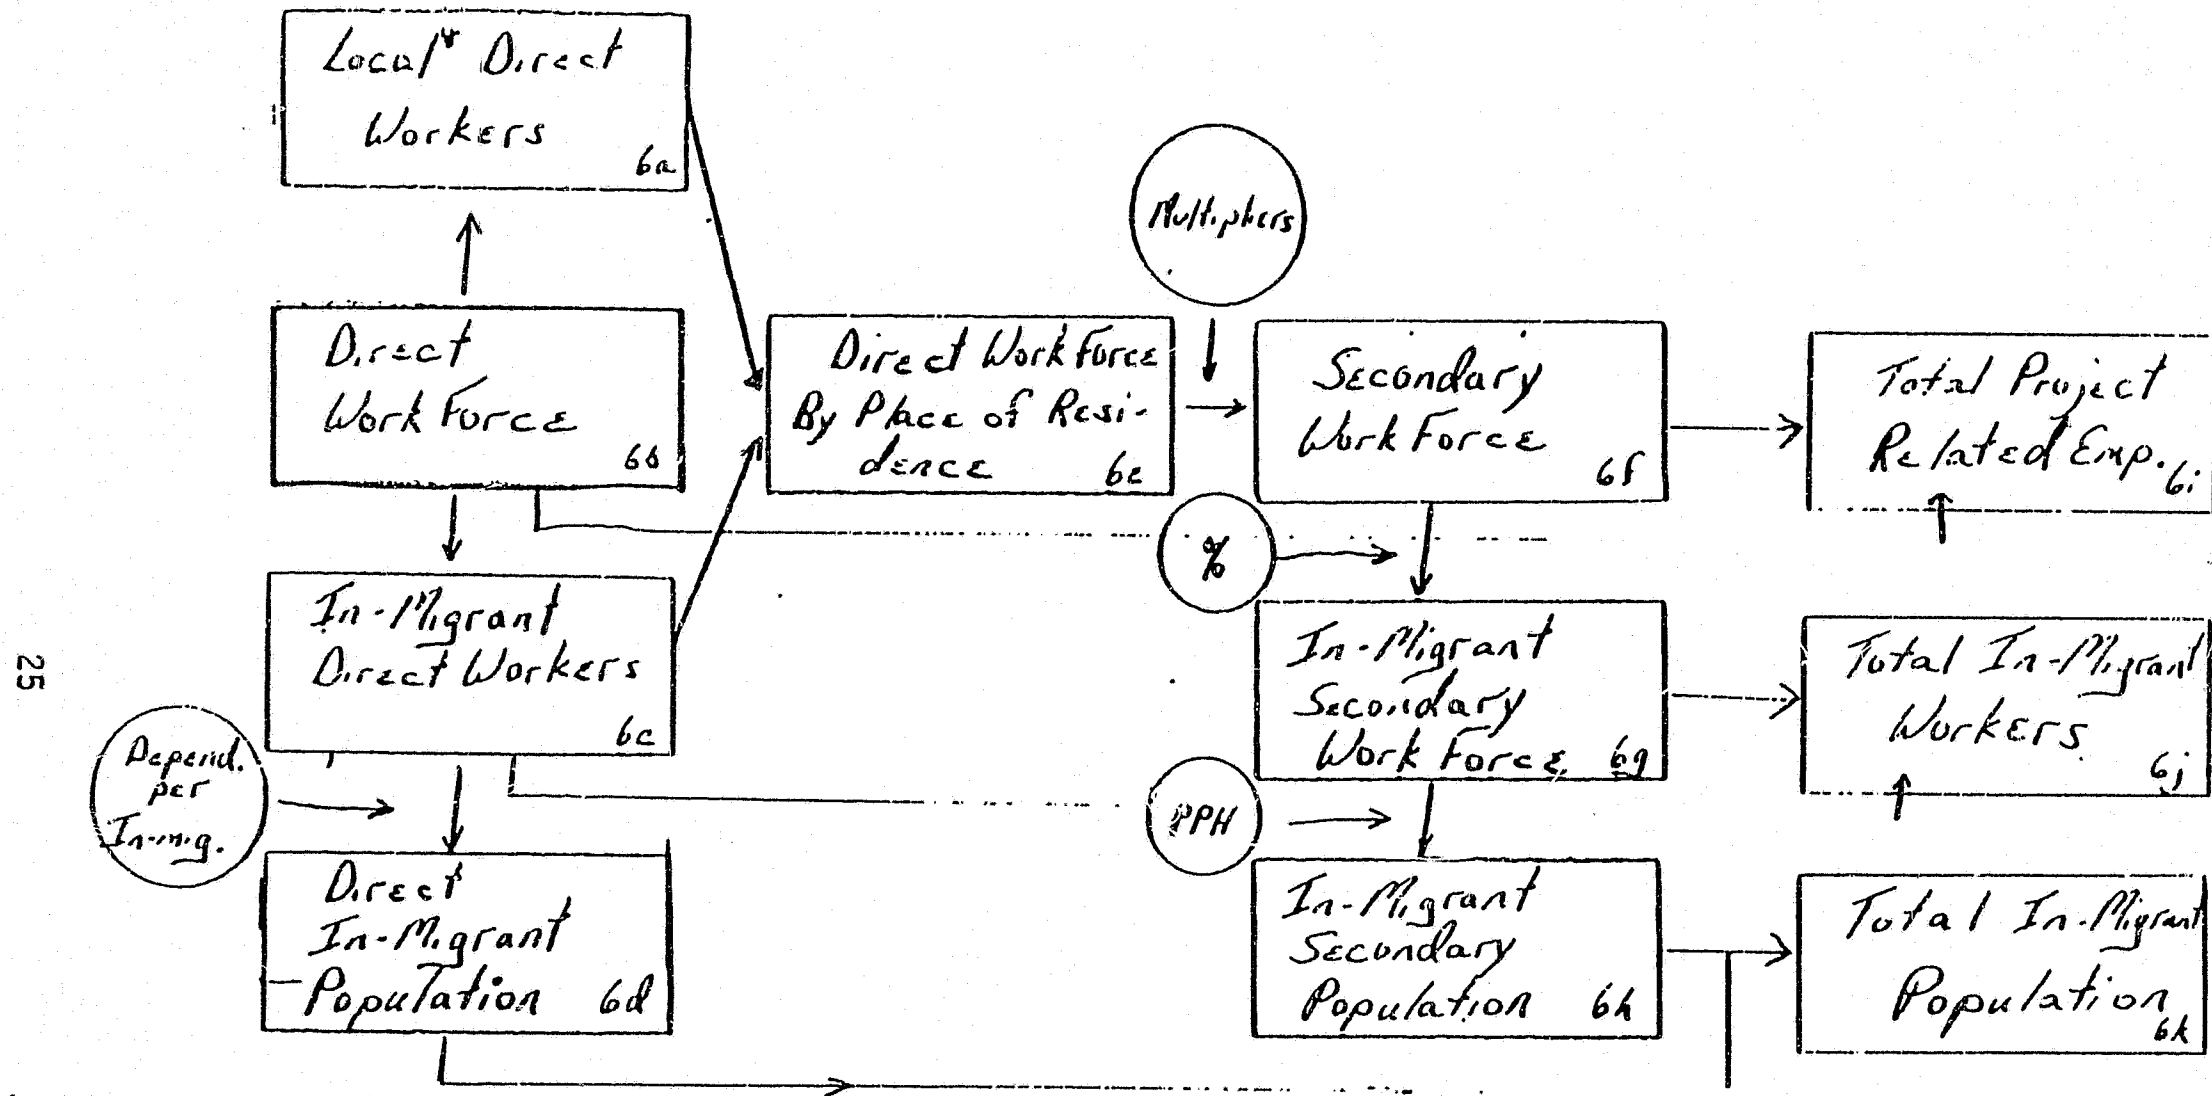 Local* Direct
Workers
6a
Direct
Work Force
6b
In-Migrant
Direct Workers
6c
Depend.
per
In-mig.
Direct
In-Migrant
Population 6d
Direct Work Force
By Place of Resi-
dence 6e
Multipliers
Secondary
Work Force
6f
%
In-Migrant
Secondary
Work Force 6g
PPH
In-Migrant
Secondary
Population 6h
Total Project
Related Emp.
6i
Total In-Migrant
Workers
6j
Total In-Migrant
Population
6k
25